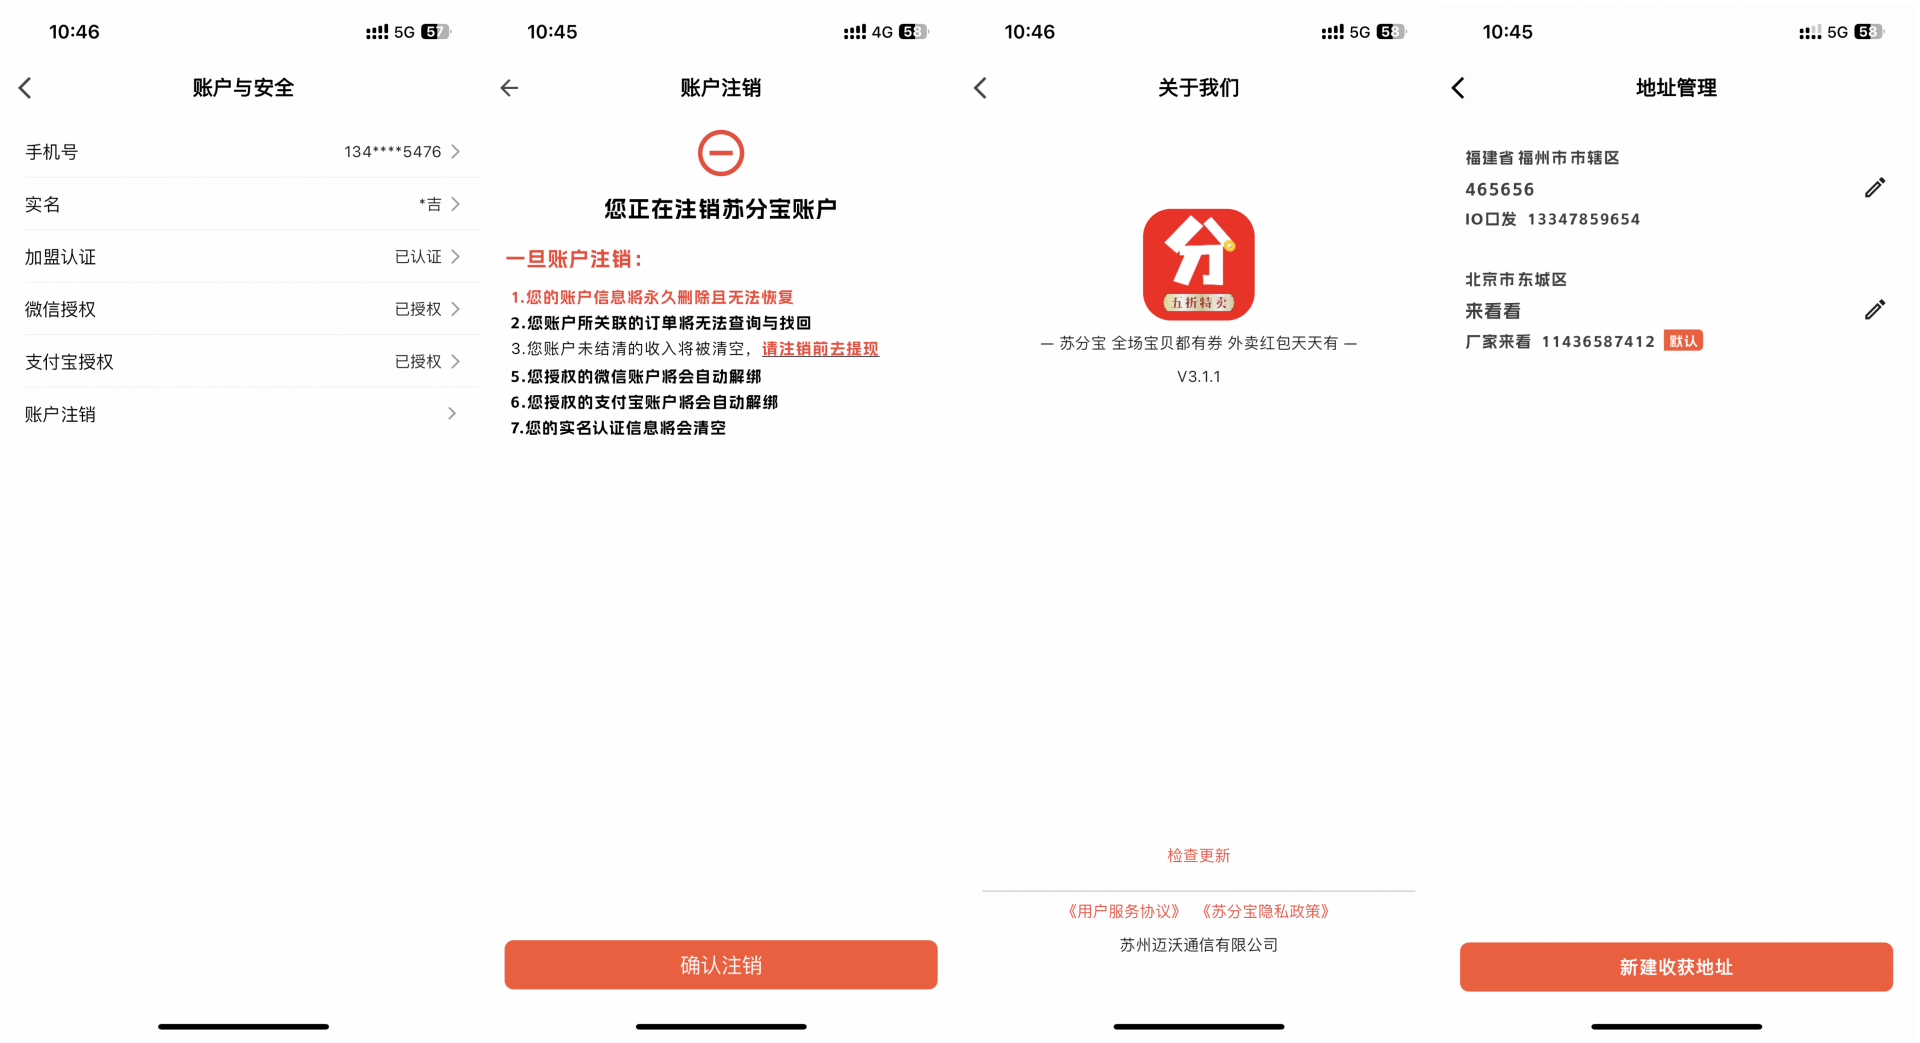 10:46
5G 57
账户与安全
手机号 134****5476
实名 *吉
加盟认证 已认证
微信授权 已授权
支付宝授权 已授权
账户注销
10:45
4G 58
账户注销
您正在注销苏分宝账户
一旦账户注销：
1.您的账户信息将永久删除且无法恢复
2.您账户所关联的订单将无法查询与找回
3.您账户未结清的收入将被清空，请注销前去提现
5.您授权的微信账户将会自动解绑
6.您授权的支付宝账户将会自动解绑
7.您的实名认证信息将会清空
确认注销
10:46
5G 58
关于我们
分
五折特卖
— 苏分宝 全场宝贝都有券 外卖红包天天有 —
V3.1.1
检查更新
《用户服务协议》 《苏分宝隐私政策》
苏州迈沃通信有限公司
10:45
5G 58
地址管理
福建省福州市市辖区
465656
IO口发 13347859654
北京市东城区
来看看
厂家来看 11436587412 默认
新建收获地址